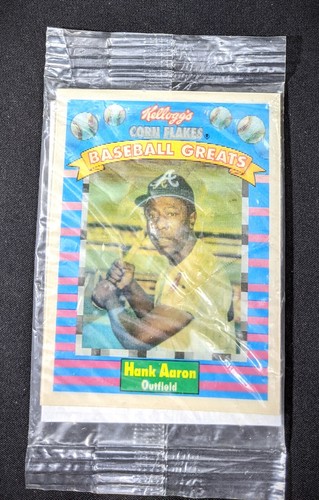 Kellogg's
CORN FLAKES
BASEBALL GREATS
A
Hank Aaron
Outfield